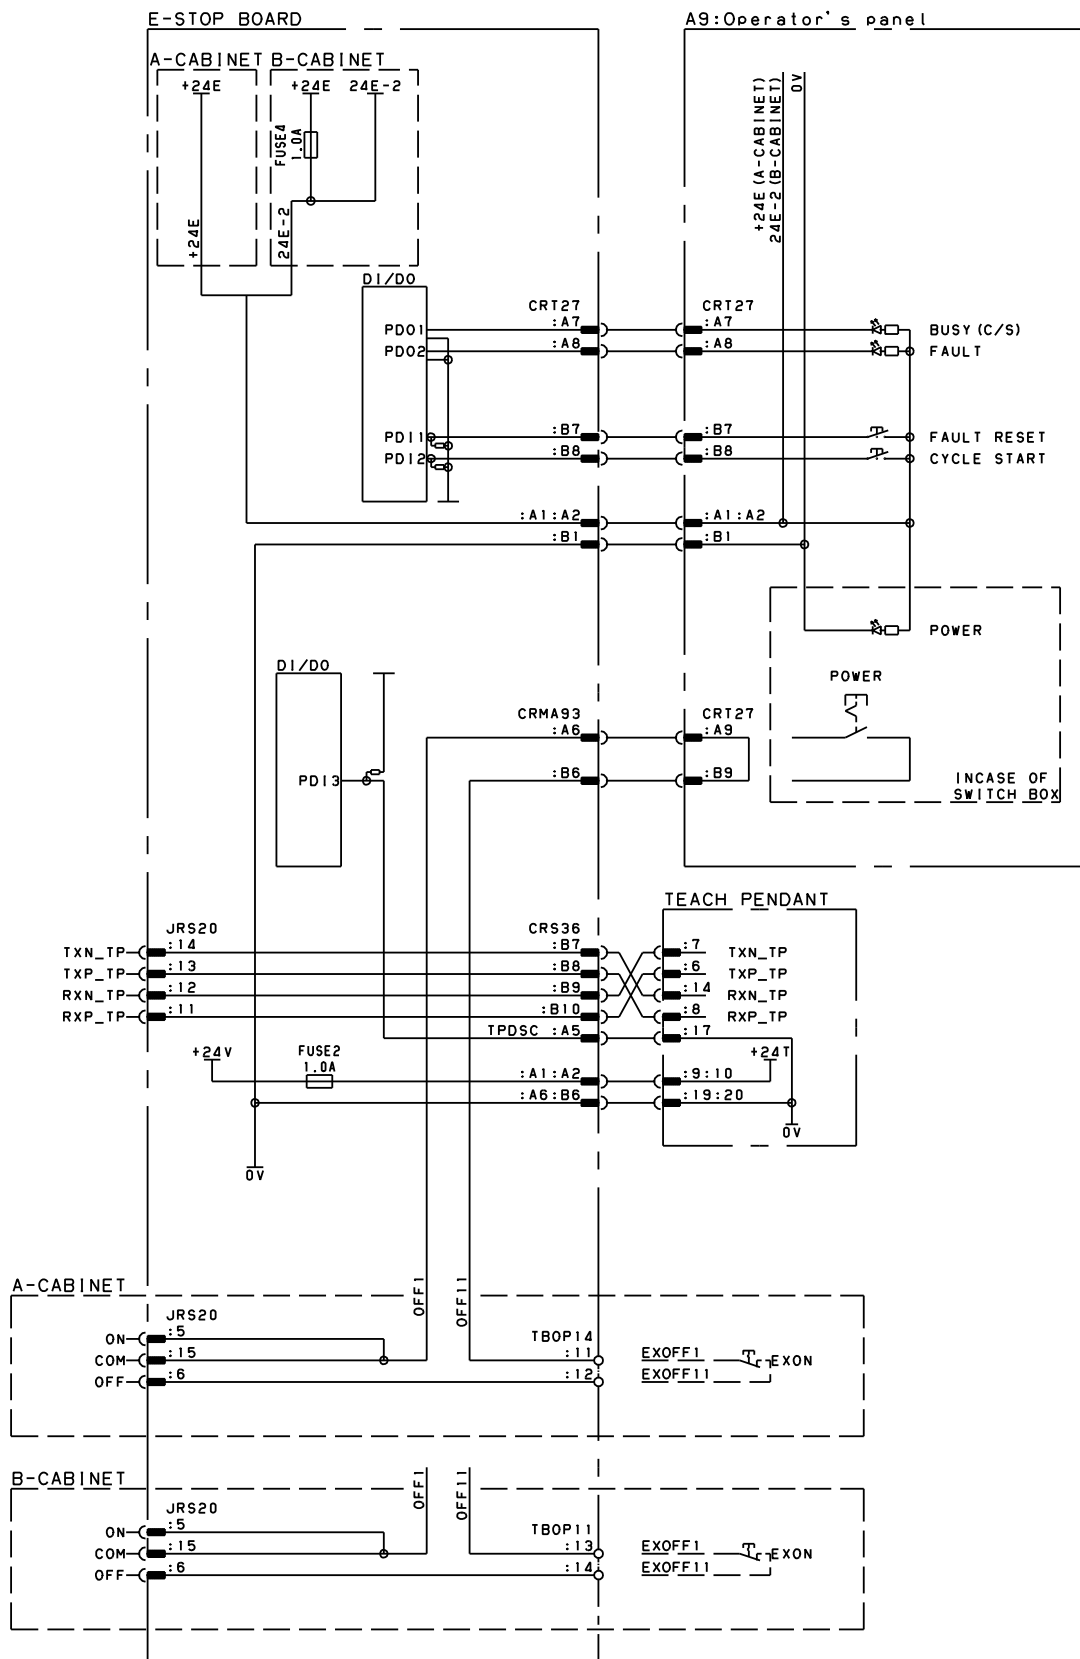 E-STOP BOARD
A9:Operator's panel
A-CABINET
B-CABINET
+24E
+24E
24E-2
FUSE4
1.0A
+24E
24E-2
+24E (A-CABINET)
24E-2 (B-CABINET)
0V
DI/DO
PDO1
PDO2
PDI1
PDI2
CRT27
:A7
:A8
:B7
:B8
:A1:A2
:B1
CRT27
:A7
:A8
:B7
:B8
:A1:A2
:B1
BUSY (C/S)
FAULT
FAULT RESET
CYCLE START
POWER
POWER
INCASE OF
SWITCH BOX
DI/DO
PDI3
CRMA93
:A6
:B6
CRT27
:A9
:B9
TEACH PENDANT
JRS20
TXN_TP
:14
TXP_TP
:13
RXN_TP
:12
RXP_TP
:11
CRS36
:B7
:B8
:B9
:B10
TPDSC :A5
:A1:A2
:A6:B6
:7
TXN_TP
:6
TXP_TP
:14
RXN_TP
:8
RXP_TP
:17
+24T
:9:10
:19:20
0V
+24V
FUSE2
1.0A
0V
A-CABINET
OFF1
OFF11
JRS20
ON
:5
COM
:15
OFF
:6
TBOP14
:11
:12
EXOFF1
EXOFF11
EXON
B-CABINET
OFF1
OFF11
JRS20
ON
:5
COM
:15
OFF
:6
TBOP11
:13
:14
EXOFF1
EXOFF11
EXON